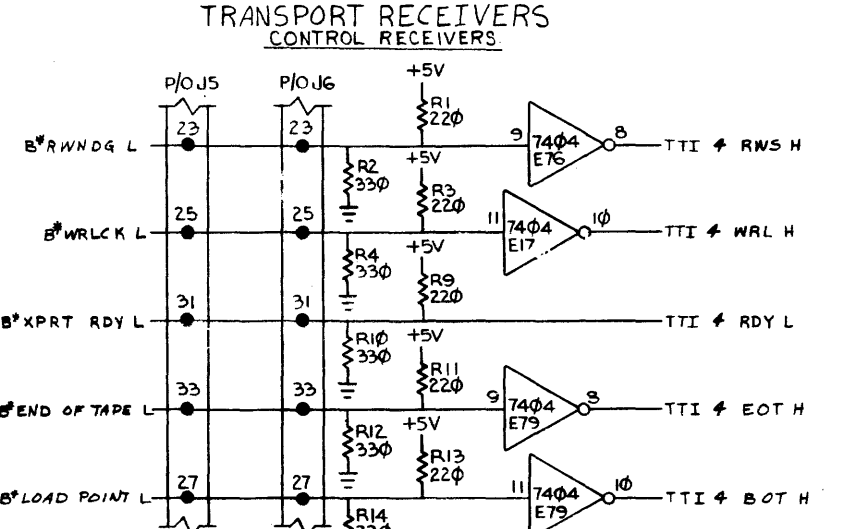 TRANSPORT RECEIVERS
CONTROL RECEIVERS
P/O J5 P/O J6 +5V
R1
22Ø
B*RWNDG L 23 23 9 74Ø4 8 TTI 4 RWS H
E76
R2
33Ø
+5V
R3
22Ø
B*WRLCK L 25 25 11 74Ø4 1Ø TTI 4 WRL H
E17
R4
33Ø
+5V
R9
22Ø
B*XPRT RDY L 31 31 TTI 4 RDY L
R1Ø
33Ø
+5V
R11
22Ø
B*END OF TAPE L 33 33 9 74Ø4 8 TTI 4 EOT H
E79
R12
33Ø
+5V
R13
22Ø
B*LOAD POINT L 27 27 11 74Ø4 1Ø TTI 4 BOT H
E79
R14